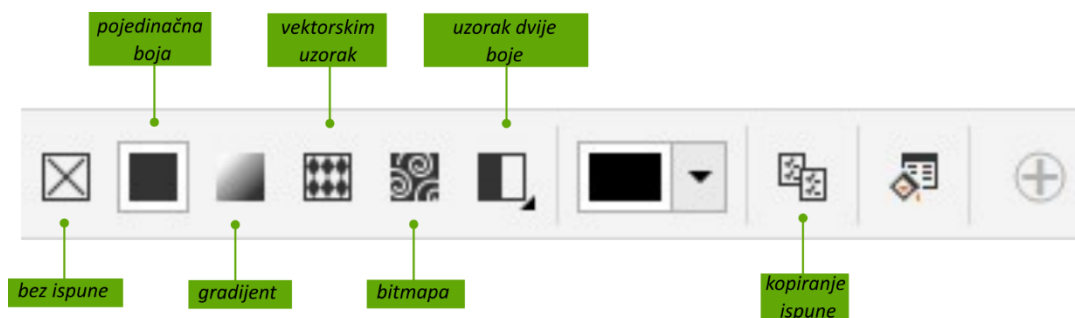 pojedinačna
boja
vektorskim
uzorak
uzorak dvije
boje
bez ispune
gradijent
bitmapa
kopiranje
ispune